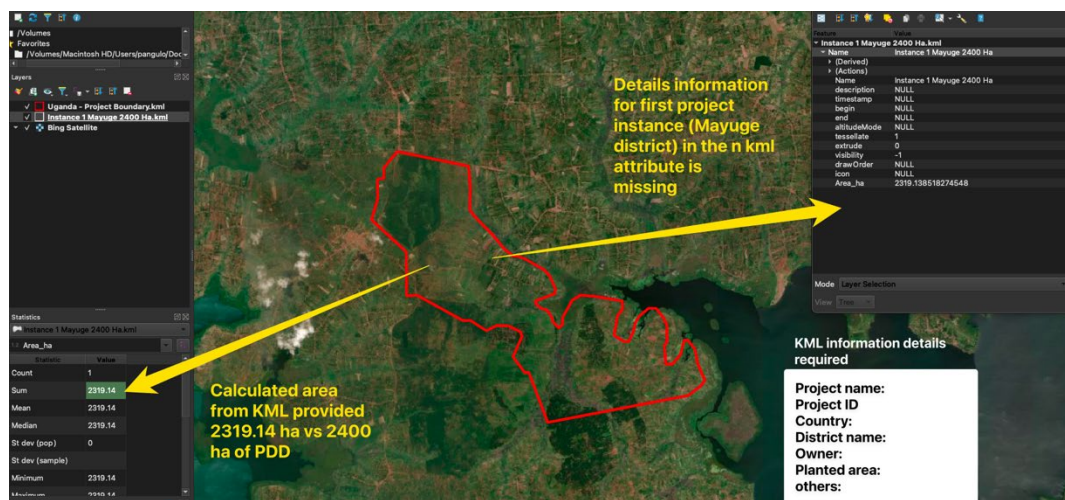 /Volumes
Favorites
/Volumes/Macintosh HD/Users/pangulo/Doc
Layers
Uganda - Project Boundary.kml
Instance 1 Mayuge 2400 Ha.kml
Bing Satellite
Statistics
Instance 1 Mayuge 2400 Ha.kml
1.2 Area_ha
Statistic Value
Count 1
Sum 2319.14
Mean 2319.14
Median 2319.14
St dev (pop) 0
St dev (sample)
Minimum 2319.14
Maximum 2319.14
Calculated area
from KML provided
2319.14 ha vs 2400
ha of PDD
Details information
for first project
instance (Mayuge
district) in the n kml
attribute is
missing
Feature Value
Instance 1 Mayuge 2400 Ha.kml
Name Instance 1 Mayuge 2400 Ha
(Derived)
(Actions)
Name Instance 1 Mayuge 2400 Ha
description NULL
timestamp NULL
begin NULL
end NULL
altitudeMode NULL
tessellate 1
extrude 0
visibility -1
drawOrder NULL
icon NULL
Area_ha 2319.138518274548
Mode Layer Selection
View Tree
KML information details
required
Project name:
Project ID
Country:
District name:
Owner:
Planted area:
others: